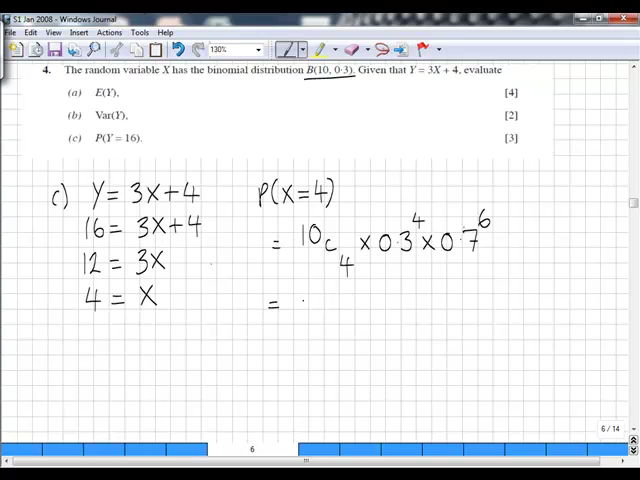 S1 Jan 2008 - Windows Journal
File Edit View Insert Actions Tools Help
130%
4. The random variable X has the binomial distribution B(10, 0·3). Given that Y = 3X + 4, evaluate
(a) E(Y), [4]
(b) Var(Y), [2]
(c) P(Y = 16). [3]
c) Y = 3X + 4 P(X = 4)
16 = 3X + 4 = 10C4 × 0·3^4 × 0·7^6
12 = 3X
4 = X =
6 / 14
6